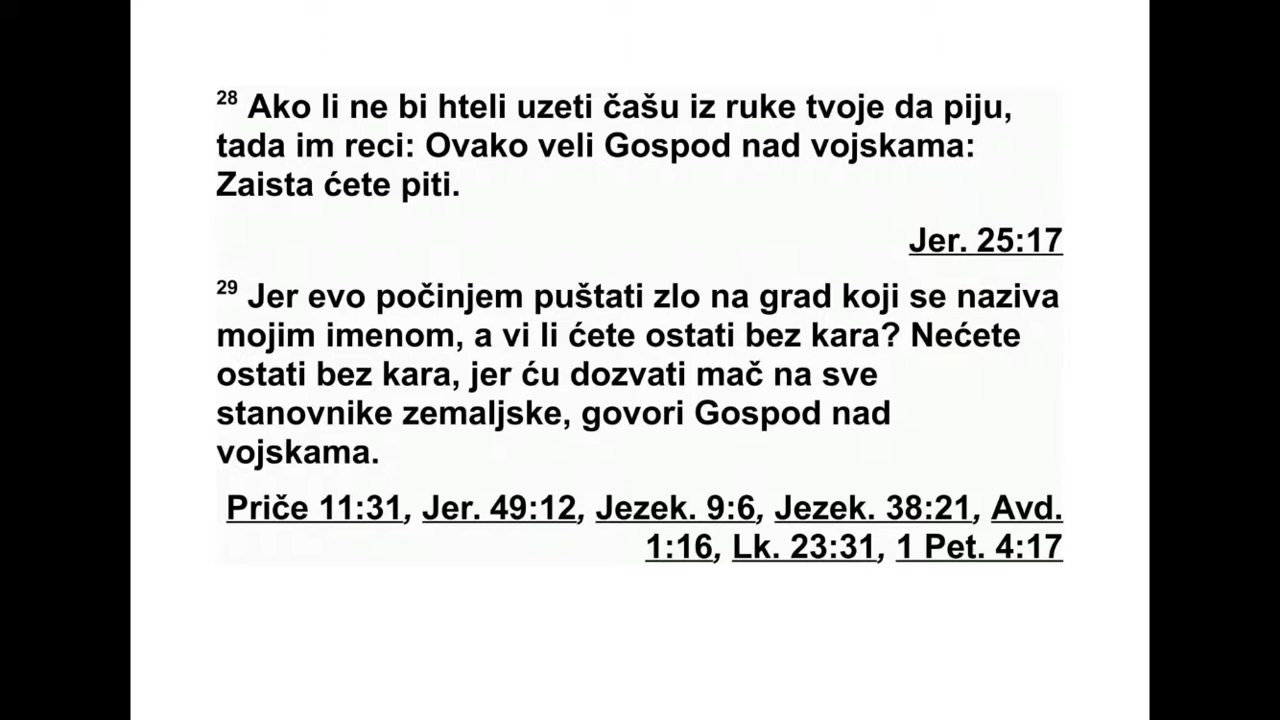 28 Ako li ne bi hteli uzeti čašu iz ruke tvoje da piju,
tada im reci: Ovako veli Gospod nad vojskama:
Zaista ćete piti.
Jer. 25:17
29 Jer evo počinjem puštati zlo na grad koji se naziva
mojim imenom, a vi li ćete ostati bez kara? Nećete
ostati bez kara, jer ću dozvati mač na sve
stanovnike zemaljske, govori Gospod nad
vojskama.
Priče 11:31, Jer. 49:12, Jezek. 9:6, Jezek. 38:21, Avd.
1:16, Lk. 23:31, 1 Pet. 4:17